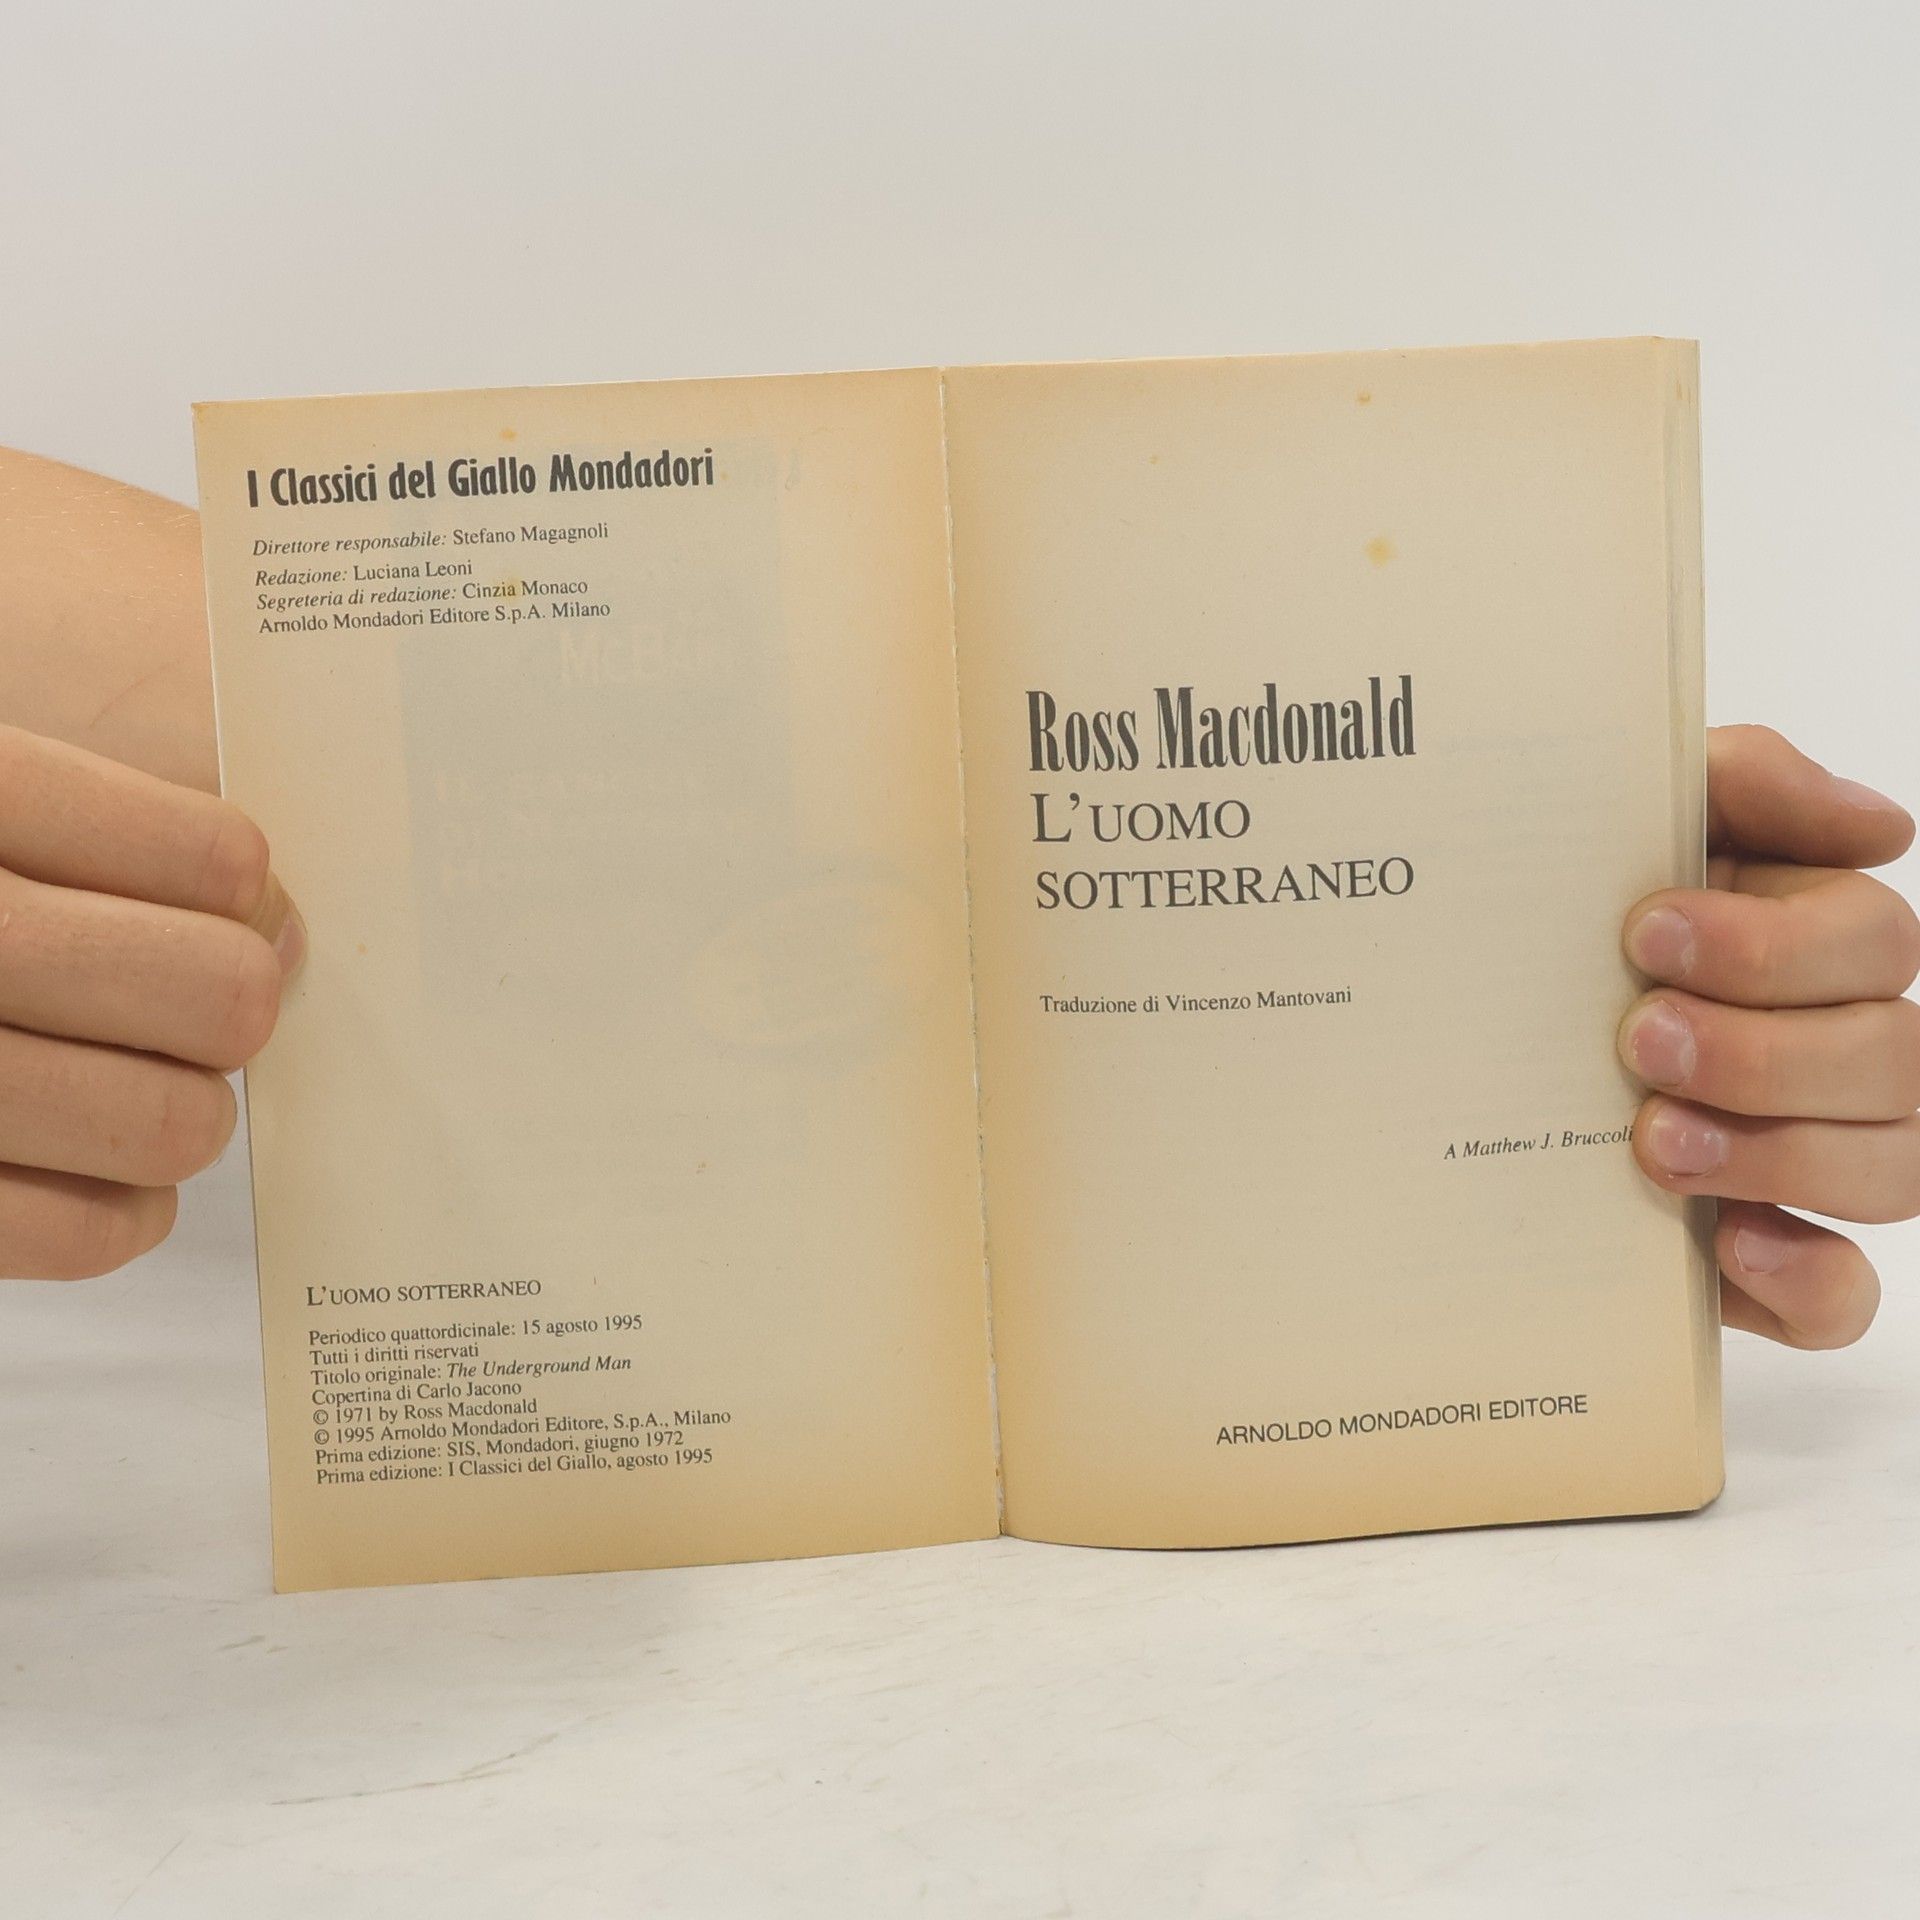 I Classici del Giallo Mondadori
Direttore responsabile: Stefano Magagnoli
Redazione: Luciana Leoni
Segreteria di redazione: Cinzia Monaco
Arnoldo Mondadori Editore S.p.A. Milano
L'UOMO SOTTERRANEO
Periodico quattordicinale: 15 agosto 1995
Tutti i diritti riservati
Titolo originale: The Underground Man
Copertina di Carlo Jacono
© 1971 by Ross Macdonald
© 1995 Arnoldo Mondadori Editore, S.p.A., Milano
Prima edizione: SIS, Mondadori, giugno 1972
Prima edizione: I Classici del Giallo, agosto 1995
Ross Macdonald
L'UOMO
SOTTERRANEO
Traduzione di Vincenzo Mantovani
A Matthew J. Bruccoli
ARNOLDO MONDADORI EDITORE